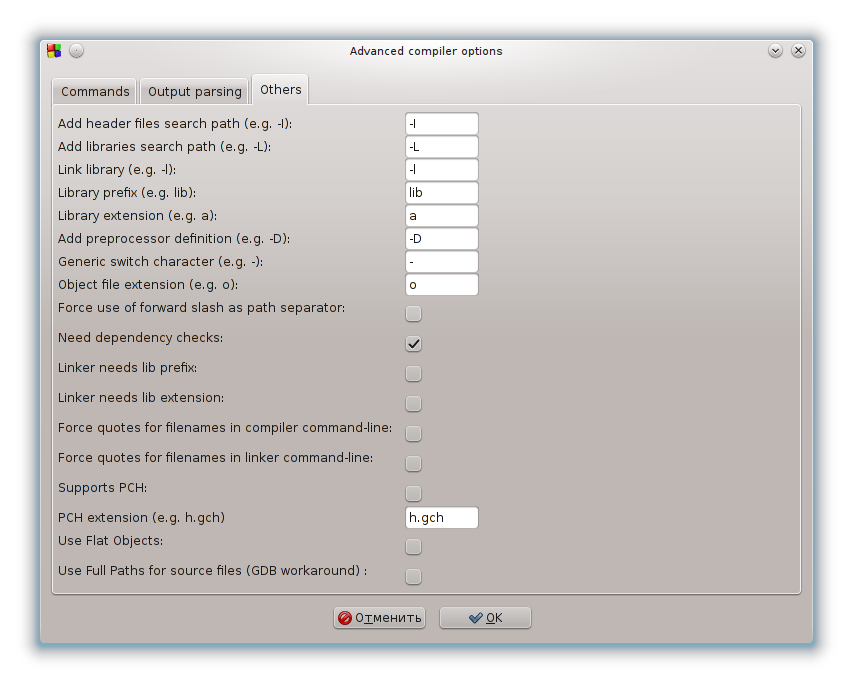 Advanced compiler options
Commands Output parsing Others
Add header files search path (e.g. -I): -I
Add libraries search path (e.g. -L): -L
Link library (e.g. -l): -l
Library prefix (e.g. lib): lib
Library extension (e.g. a): a
Add preprocessor definition (e.g. -D): -D
Generic switch character (e.g. -): -
Object file extension (e.g. o): o
Force use of forward slash as path separator:
Need dependency checks:
Linker needs lib prefix:
Linker needs lib extension:
Force quotes for filenames in compiler command-line:
Force quotes for filenames in linker command-line:
Supports PCH:
PCH extension (e.g. h.gch) h.gch
Use Flat Objects:
Use Full Paths for source files (GDB workaround) :
Отменить OK